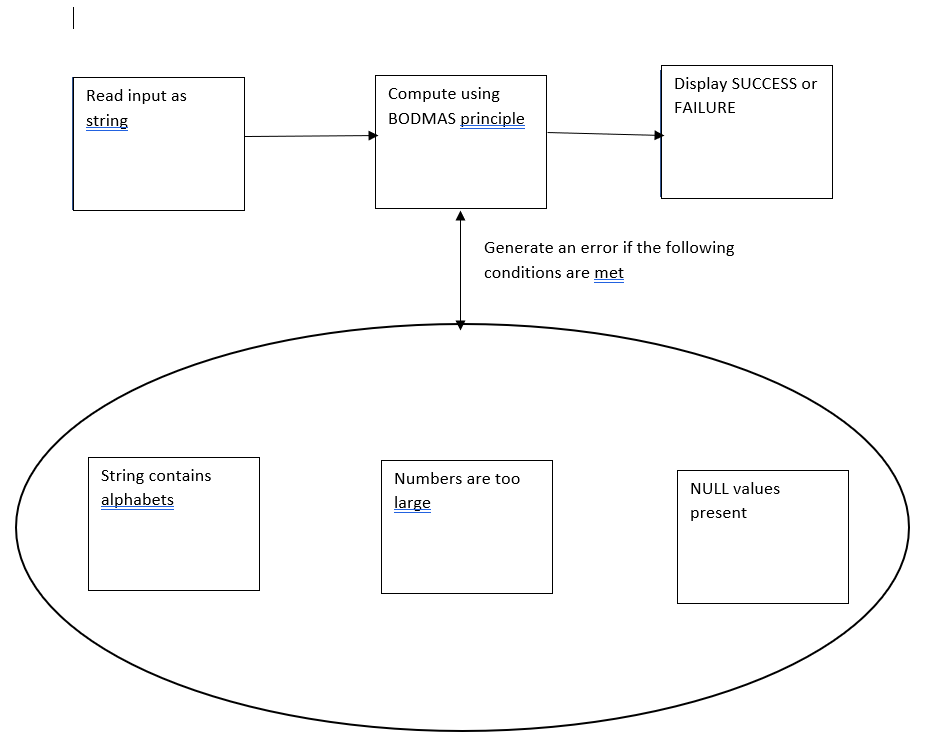 Read input as
string
Compute using
BODMAS principle
Display SUCCESS or
FAILURE
Generate an error if the following
conditions are met
String contains
alphabets
Numbers are too
large
NULL values
present